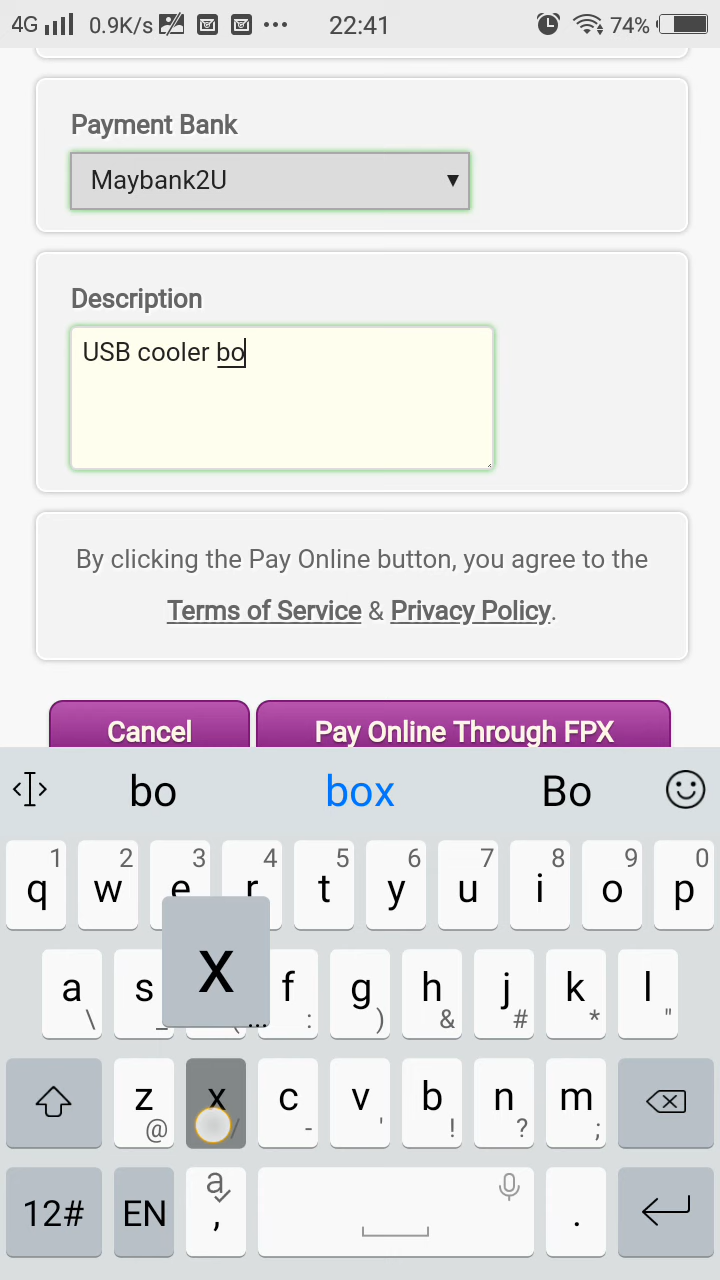 4G 0.9K/s 22:41 74%
Payment Bank
Maybank2U
Description
USB cooler bo
By clicking the Pay Online button, you agree to the
Terms of Service & Privacy Policy.
Cancel Pay Online Through FPX
bo box Bo
1 2 3 4 5 6 7 8 9 0
q w e r t y u i o p
x
a s f g h j k l
\ _ ( ... : ) & # * "
z x c v b n m
@ / - ' ! ? ;
12# EN a , .